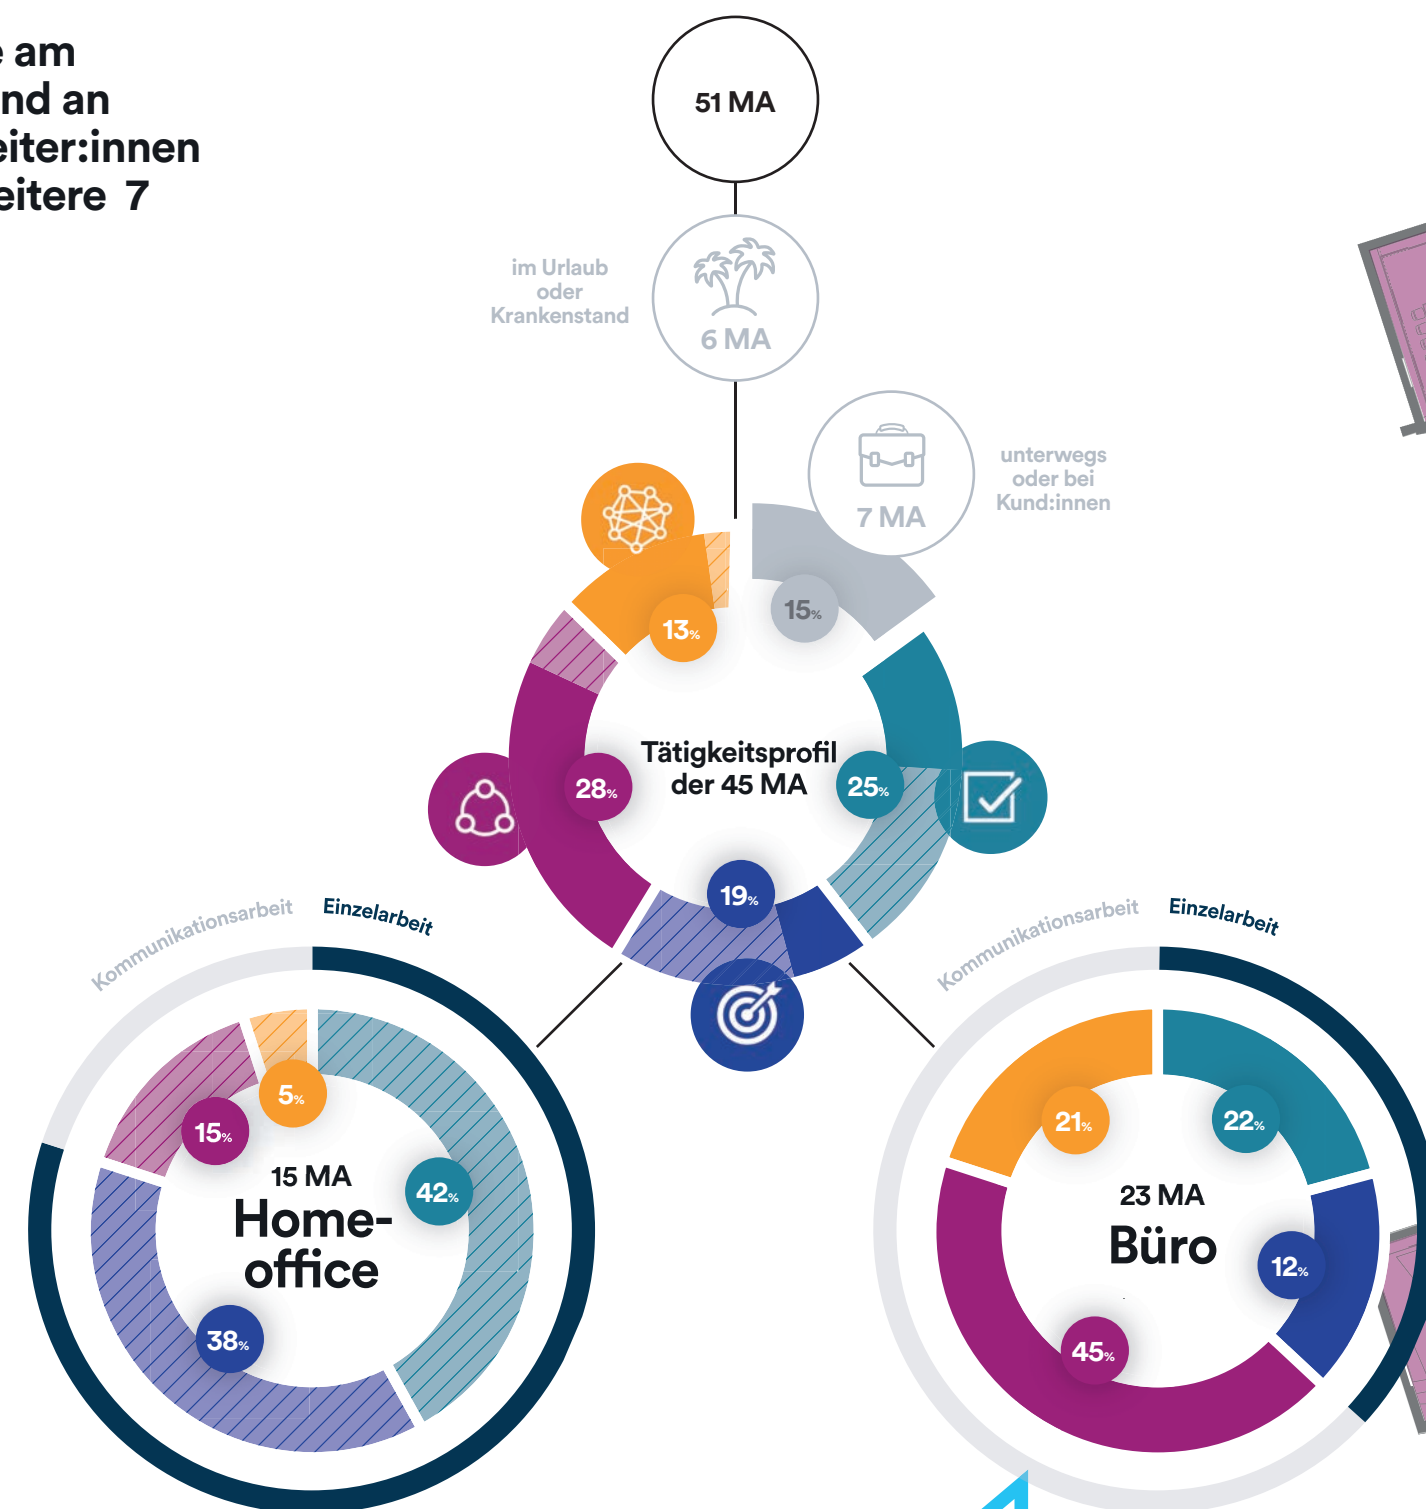 e am
nd an
eiter:innen
eitere 7
51 MA
im Urlaub
oder
Krankenstand
6 MA
7 MA
unterwegs
oder bei
Kund:innen
13%
15%
28%
Tätigkeitsprofil
der 45 MA
25%
19%
Kommunikationsarbeit
Einzelarbeit
5%
15%
42%
15 MA
Home-
office
38%
Kommunikationsarbeit
Einzelarbeit
21%
22%
23 MA
Büro
12%
45%